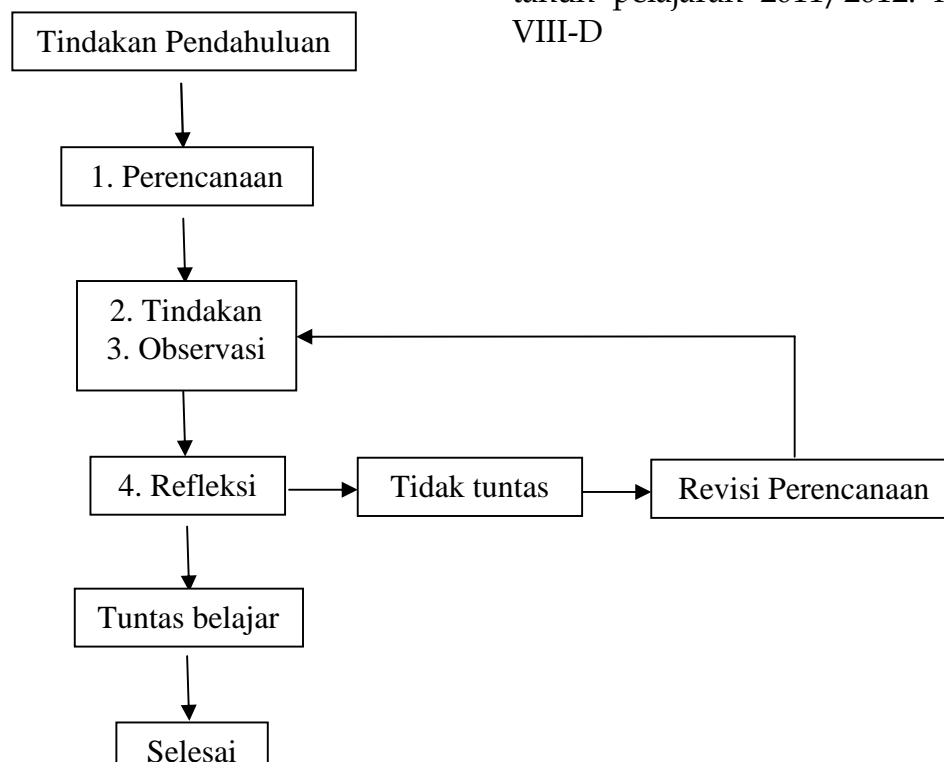 tahun pelajaran 2011/2012.
VIII-D
Tindakan Pendahuluan
1. Perencanaan
2. Tindakan
3. Observasi
4. Refleksi
Tidak tuntas
Revisi Perencanaan
Tuntas belajar
Selesai